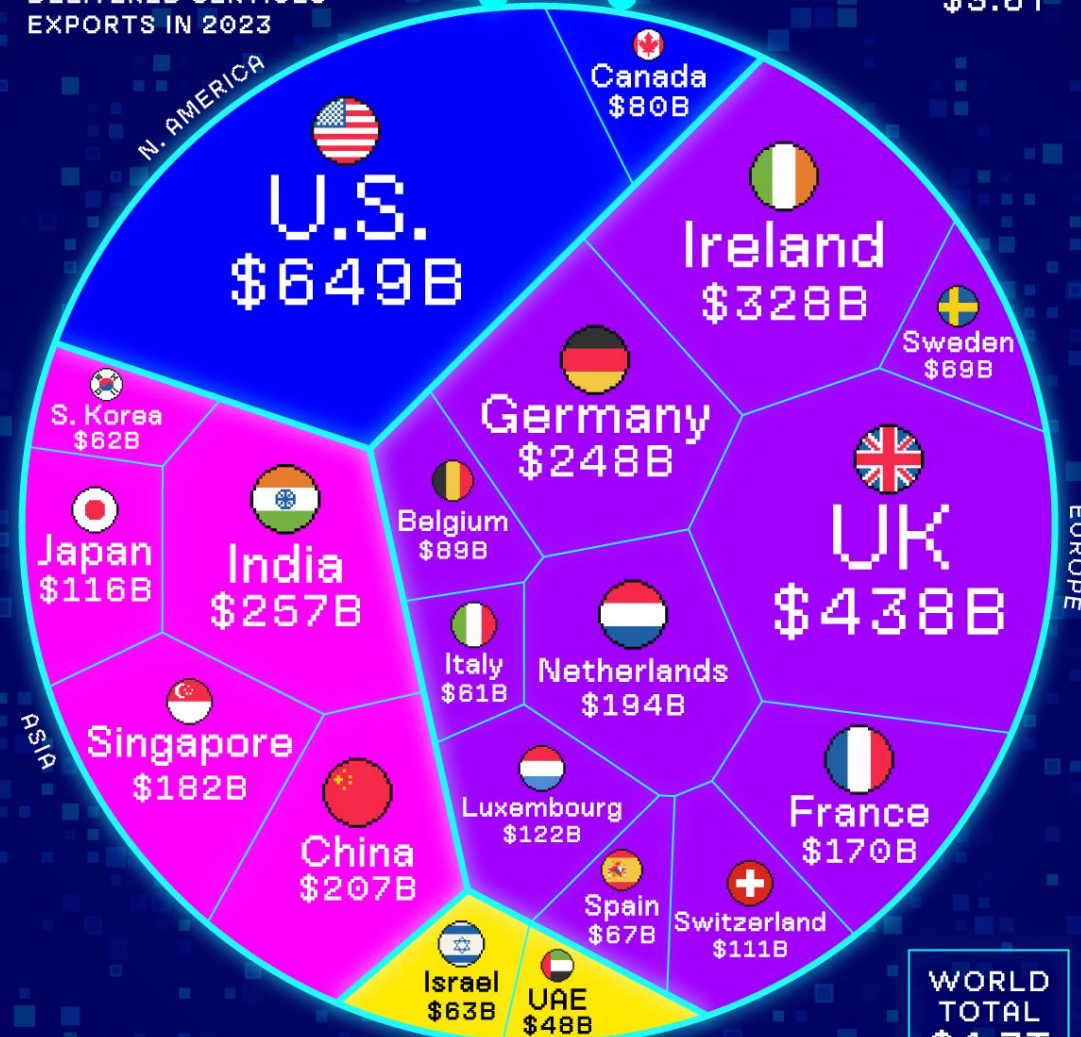 EXPORTS IN 2023
N. AMERICA
Canada
$80B
U.S.
$649B
Ireland
$328B
Sweden
$69B
Germany
$248B
S. Korea
$62B
UK
$438B
EUROPE
Belgium
$89B
Japan
$116B
India
$257B
Italy
$61B
Netherlands
$194B
ASIA
Singapore
$182B
China
$207B
Luxembourg
$122B
France
$170B
Spain
$67B
Switzerland
$111B
Israel
$63B
UAE
$48B
WORLD
TOTAL